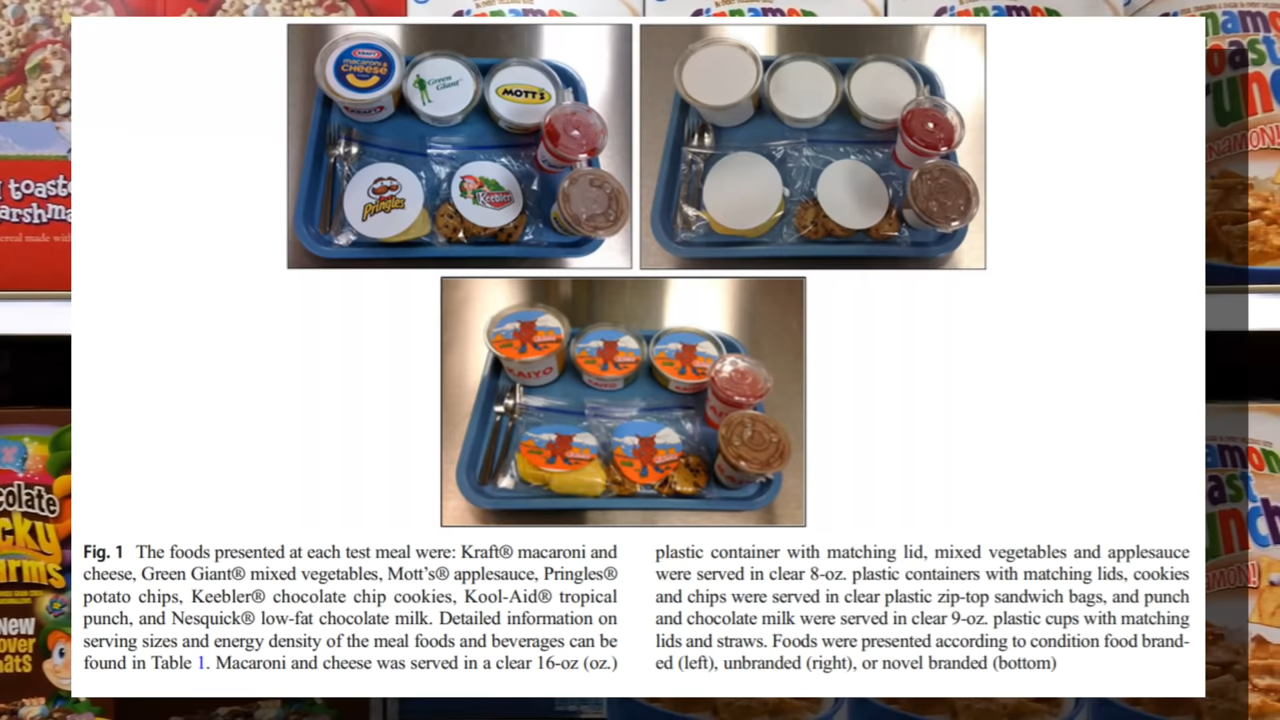 Cinnamon
Cinnamon
Cinnamon
KRAFT
macaroni &
CHEESE
Green
Giant
MOTT'S
Pringles
Keebler
KAIYO
KAIYO
toast
arshma
cereal made with
colate
cky
arms
New
over
ats
Fig. 1 The foods presented at each test meal were: Kraft® macaroni and
cheese, Green Giant® mixed vegetables, Mott's® applesauce, Pringles®
potato chips, Keebler® chocolate chip cookies, Kool-Aid® tropical
punch, and Nesquick® low-fat chocolate milk. Detailed information on
serving sizes and energy density of the meal foods and beverages can be
found in Table 1. Macaroni and cheese was served in a clear 16-oz (oz.)
plastic container with matching lid, mixed vegetables and applesauce
were served in clear 8-oz. plastic containers with matching lids, cookies
and chips were served in clear plastic zip-top sandwich bags, and punch
and chocolate milk were served in clear 9-oz. plastic cups with matching
lids and straws. Foods were presented according to condition food brand-
ed (left), unbranded (right), or novel branded (bottom)